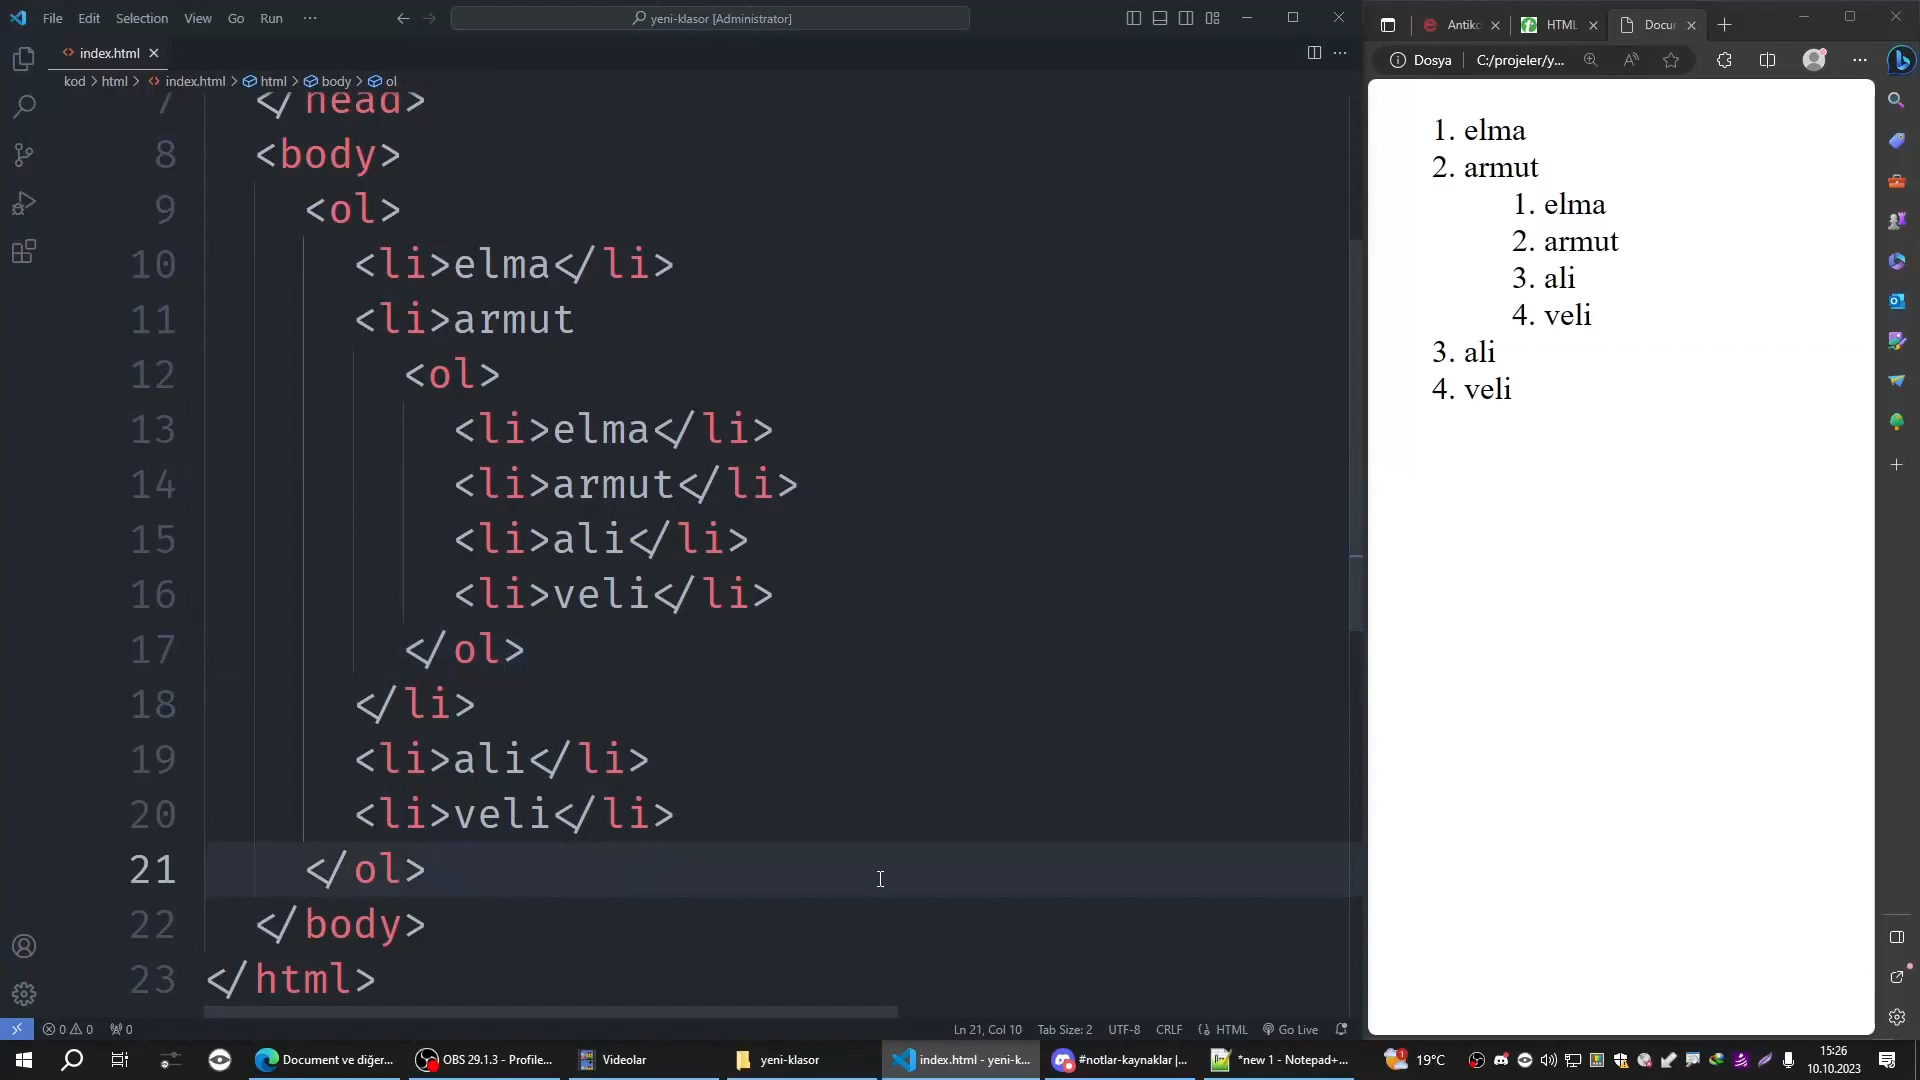 File Edit Selection View Go Run ···
yeni-klasor [Administrator]
index.html
kod > html > index.html > html > body > ol
7 </head>
8 <body>
9 <ol>
10 <li>elma</li>
11 <li>armut
12 <ol>
13 <li>elma</li>
14 <li>armut</li>
15 <li>ali</li>
16 <li>veli</li>
17 </ol>
18 </li>
19 <li>ali</li>
20 <li>veli</li>
21 </ol>
22 </body>
23 </html>
0 0 0
Ln 21, Col 10 Tab Size: 2 UTF-8 CRLF HTML Go Live
Antik HTML Docu
Dosya C:/projeler/y...
1. elma
2. armut
1. elma
2. armut
3. ali
4. veli
3. ali
4. veli
Document ve diğer... OBS 29.1.3 - Profile... Videolar yeni-klasor index.html - yeni-k... #notlar-kaynaklar |... *new 1 - Notepad+... 19°C 15:26
10.10.2023